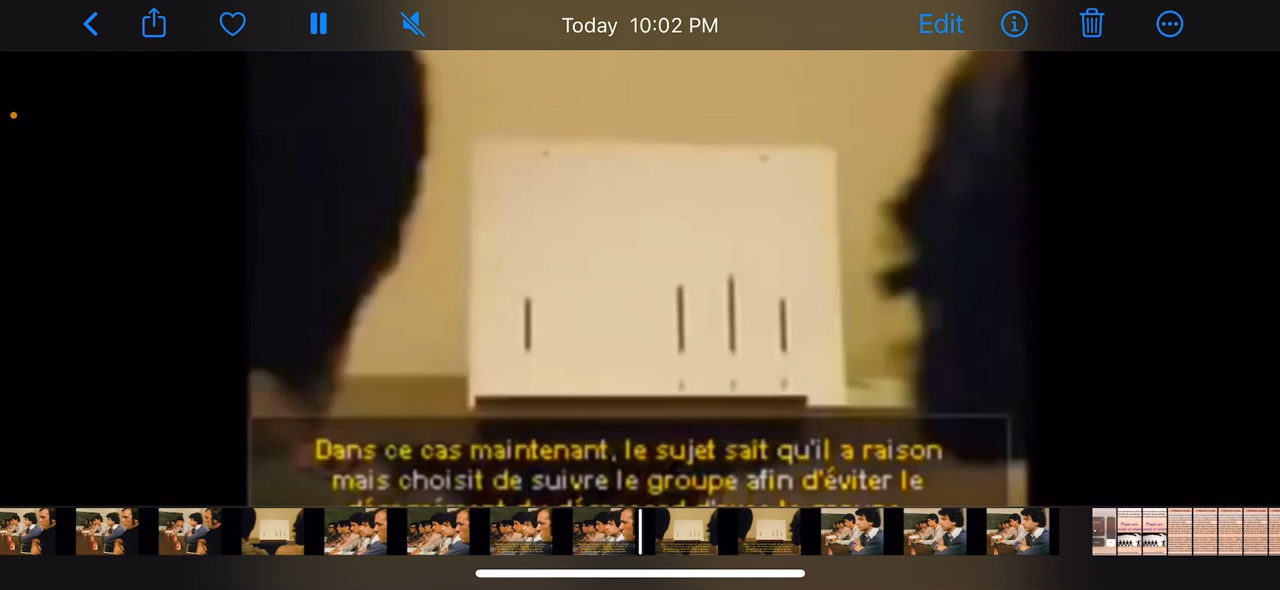 Today 10:02 PM
Edit
Dans ce cas maintenant, le sujet sait qu'il a raison
mais choisit de suivre le groupe afin d'éviter le